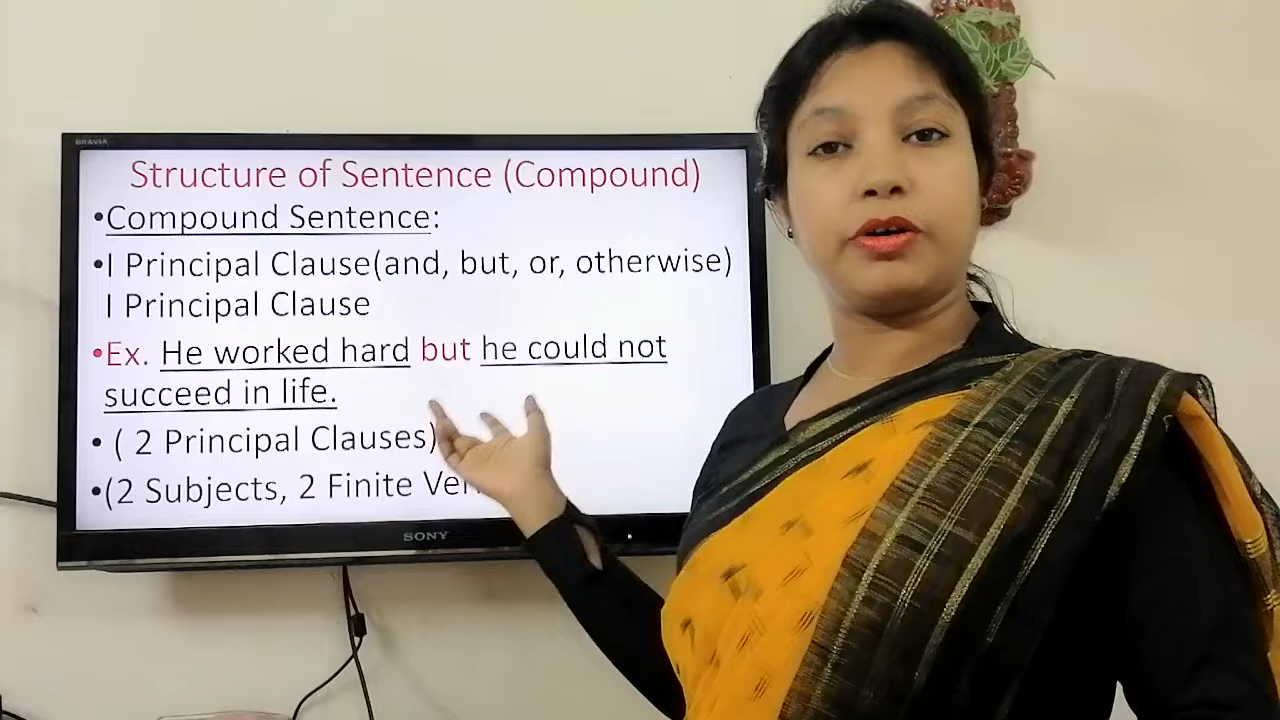 BRAVIA
Structure of Sentence (Compound)
•Compound Sentence:
•I Principal Clause(and, but, or, otherwise)
I Principal Clause
•Ex. He worked hard but he could not
succeed in life.
• ( 2 Principal Clauses)
•(2 Subjects, 2 Finite
SONY